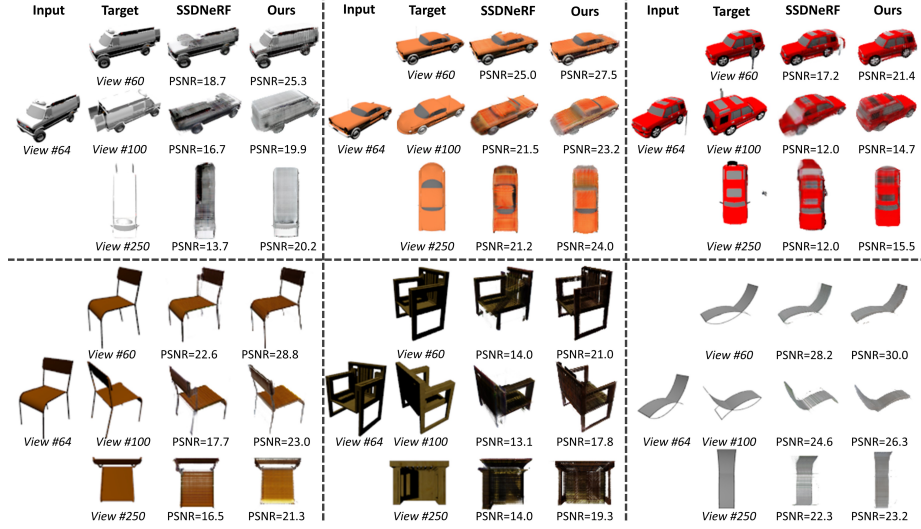 Input Target SSDNeRF Ours Target SSDNeRF Ours Input Target SSDNeRF Ours
View #60 PSNR=18.7 PSNR=25.3 View #60 PSNR=25.0 PSNR=27.5 View #60 PSNR=17.2 PSNR=21.4
View #64 View #100 PSNR=16.7 PSNR=19.9 View #64 View #100 PSNR=21.5 PSNR=23.2 View #64 View #100 PSNR=12.0 PSNR=14.7
View #250 PSNR=13.7 PSNR=20.2 View #250 PSNR=21.2 PSNR=24.0 View #250 PSNR=12.0 PSNR=15.5
View #60 PSNR=22.6 PSNR=28.8 View #60 PSNR=14.0 PSNR=21.0 View #60 PSNR=28.2 PSNR=30.0
View #64 View #100 PSNR=17.7 PSNR=23.0 View #64 View #100 PSNR=13.1 PSNR=17.8 View #64 View #100 PSNR=24.6 PSNR=26.3
View #250 PSNR=16.5 PSNR=21.3 View #250 PSNR=14.0 PSNR=19.3 View #250 PSNR=22.3 PSNR=23.2